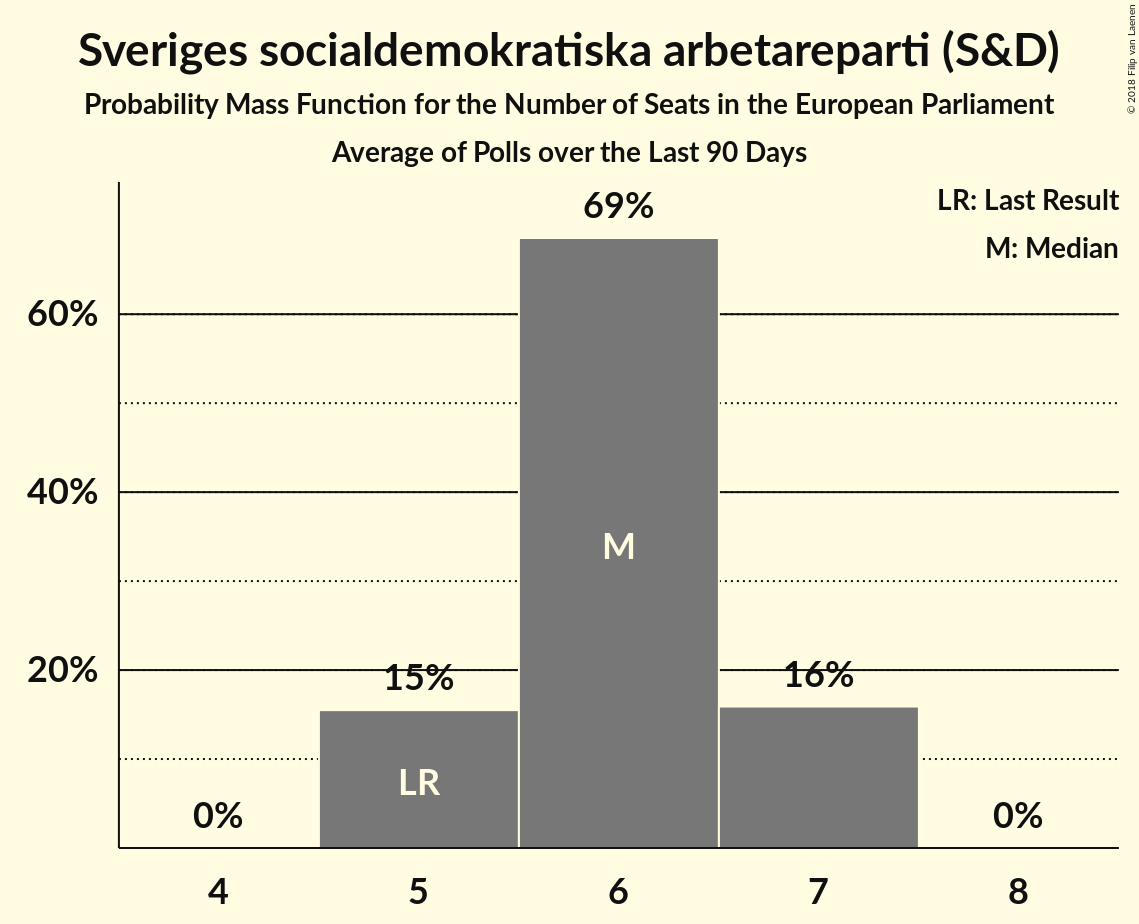 Sveriges socialdemokratiska arbetareparti (S&D)
Probability Mass Function for the Number of Seats in the European Parliament
Average of Polls over the Last 90 Days
© 2018 Filip van Laenen
LR: Last Result
M: Median
69%
60%
40%
M
20%
15%
16%
LR
0%
0%
4 5 6 7 8